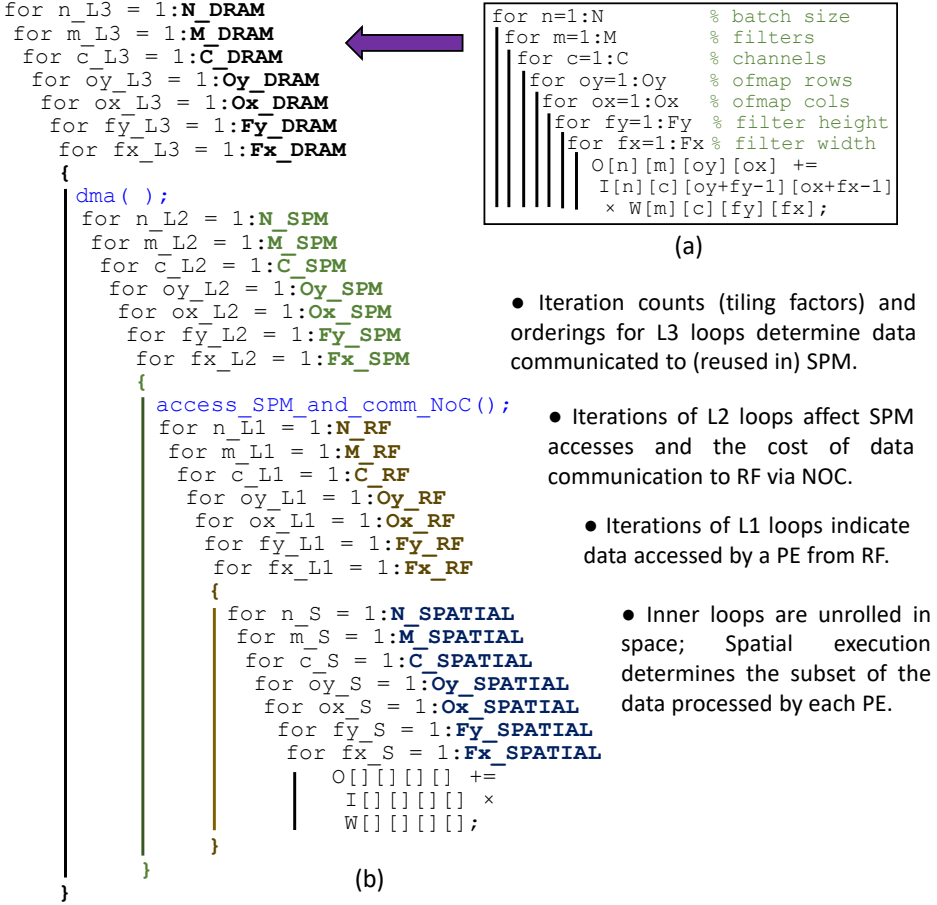 for n_L3 = 1:N_DRAM
for m_L3 = 1:M_DRAM
for c_L3 = 1:C_DRAM
for oy_L3 = 1:Oy_DRAM
for ox_L3 = 1:Ox_DRAM
for fy_L3 = 1:Fy_DRAM
for fx_L3 = 1:Fx_DRAM
{
dma( );
for n_L2 = 1:N_SPM
for m_L2 = 1:M_SPM
for c_L2 = 1:C_SPM
for oy_L2 = 1:Oy_SPM
for ox_L2 = 1:Ox_SPM
for fy_L2 = 1:Fy_SPM
for fx_L2 = 1:Fx_SPM
{
access_SPM_and_comm_NoC();
for n_L1 = 1:N_RF
for m_L1 = 1:M_RF
for c_L1 = 1:C_RF
for oy_L1 = 1:Oy_RF
for ox_L1 = 1:Ox_RF
for fy_L1 = 1:Fy_RF
for fx_L1 = 1:Fx_RF
{
for n_S = 1:N_SPATIAL
for m_S = 1:M_SPATIAL
for c_S = 1:C_SPATIAL
for oy_S = 1:Oy_SPATIAL
for ox_S = 1:Ox_SPATIAL
for fy_S = 1:Fy_SPATIAL
for fx_S = 1:Fx_SPATIAL
O[][][][] +=
I[][][][] ×
W[][][][];
}
}
}
(b)
for n=1:N % batch size
for m=1:M % filters
for c=1:C % channels
for oy=1:Oy % ofmap rows
for ox=1:Ox % ofmap cols
for fy=1:Fy % filter height
for fx=1:Fx % filter width
O[n][m][oy][ox] +=
I[n][c][oy+fy-1][ox+fx-1]
× W[m][c][fy][fx];
(a)
● Iteration counts (tiling factors) and
orderings for L3 loops determine data
communicated to (reused in) SPM.
● Iterations of L2 loops affect SPM
accesses and the cost of data
communication to RF via NOC.
● Iterations of L1 loops indicate
data accessed by a PE from RF.
● Inner loops are unrolled in
space; Spatial execution
determines the subset of the
data processed by each PE.